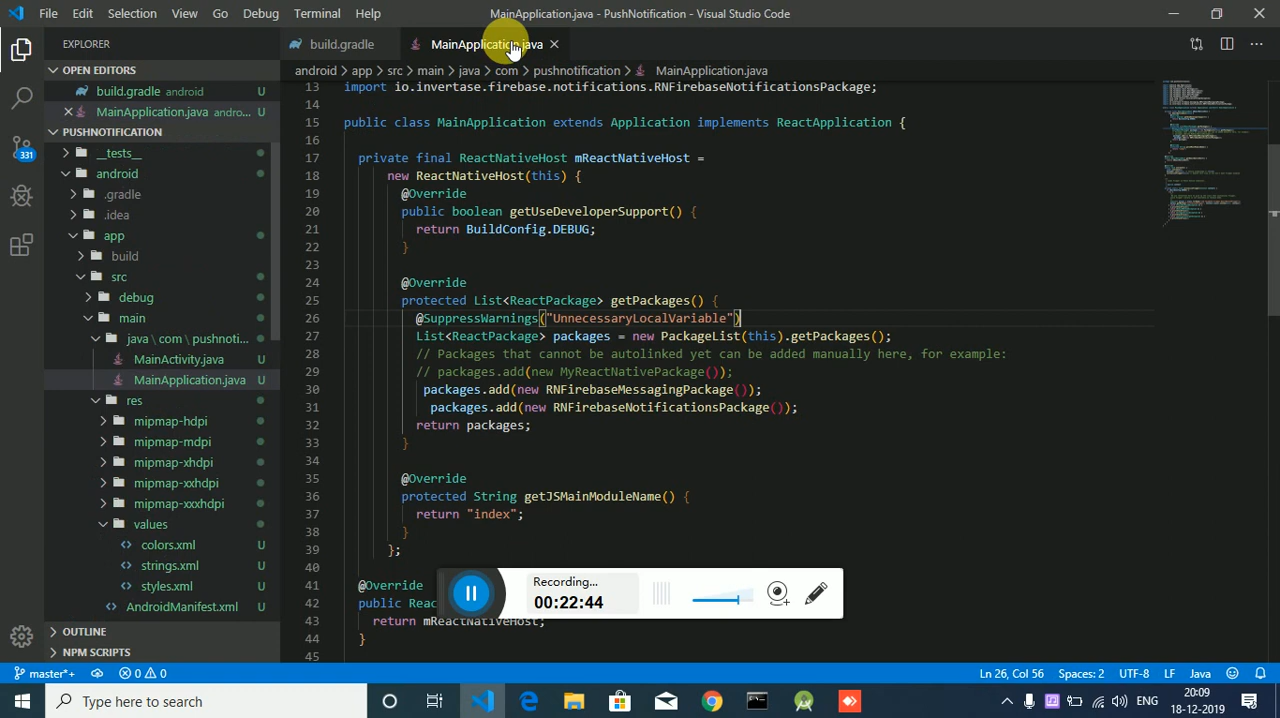 File Edit Selection View Go Debug Terminal Help
MainApplication.java - PushNotification - Visual Studio Code
EXPLORER
OPEN EDITORS
build.gradle android U
MainApplication.java andro... U
PUSHNOTIFICATION
__tests__
android
.gradle
.idea
app
build
src
debug
main
java \ com \ pushnoti...
MainActivity.java U
MainApplication.java U
res
mipmap-hdpi
mipmap-mdpi
mipmap-xhdpi
mipmap-xxhdpi
mipmap-xxxhdpi
values
colors.xml U
strings.xml U
styles.xml U
AndroidManifest.xml U
OUTLINE
NPM SCRIPTS
331
build.gradle
MainApplication.java
android > app > src > main > java > com > pushnotification > MainApplication.java
13 import io.invertase.firebase.notifications.RNFirebaseNotificationsPackage;
14
15 public class MainApplication extends Application implements ReactApplication {
16
17 private final ReactNativeHost mReactNativeHost =
18 new ReactNativeHost(this) {
19 @Override
20 public boolean getUseDeveloperSupport() {
21 return BuildConfig.DEBUG;
22 }
23
24 @Override
25 protected List<ReactPackage> getPackages() {
26 @SuppressWarnings("UnnecessaryLocalVariable")
27 List<ReactPackage> packages = new PackageList(this).getPackages();
28 // Packages that cannot be autolinked yet can be added manually here, for example:
29 // packages.add(new MyReactNativePackage());
30 packages.add(new RNFirebaseMessagingPackage());
31 packages.add(new RNFirebaseNotificationsPackage());
32 return packages;
33 }
34
35 @Override
36 protected String getJSMainModuleName() {
37 return "index";
38 }
39 };
40
41 @Override
42 public Reac
43 return mReactNativeHost;
44 }
45
Recording...
00:22:44
master*+ 0 0
Ln 26, Col 56 Spaces: 2 UTF-8 LF Java
Type here to search
ENG
20:09
18-12-2019